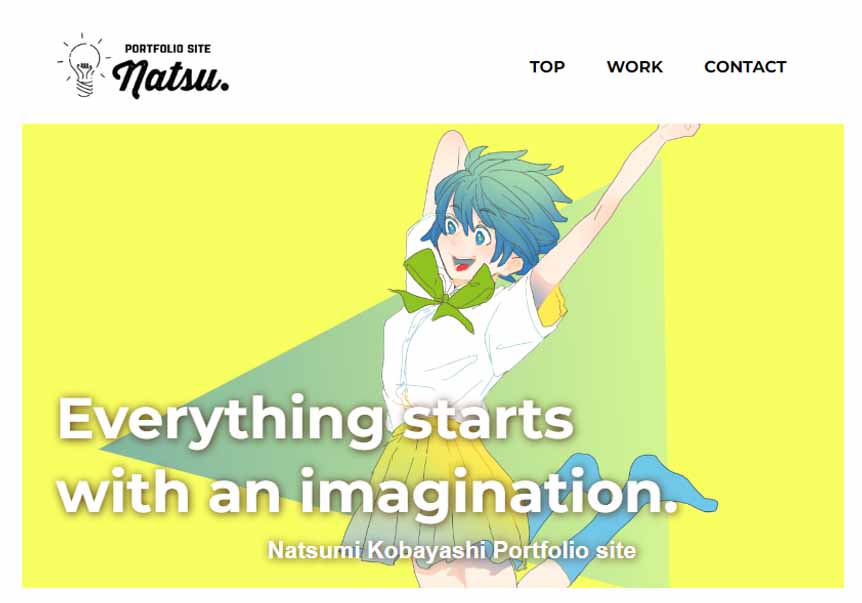 PORTFOLIO SITE
Natsu.
TOP WORK CONTACT
Everything starts
with an imagination.
Natsumi Kobayashi Portfolio site